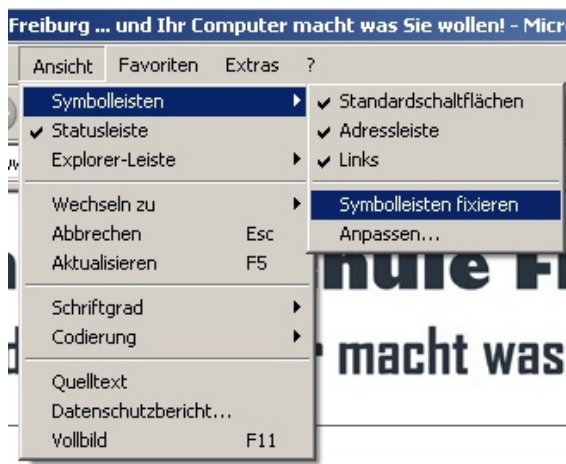 Freiburg ... und Ihr Computer macht was Sie wollen! - Micr
Ansicht Favoriten Extras ?
Symbolleisten
Statusleiste
Explorer-Leiste
Wechseln zu
Abbrechen Esc
Aktualisieren F5
Schriftgrad
Codierung
Quelltext
Datenschutzbericht...
Vollbild F11
Standardschaltflächen
Adressleiste
Links
Symbolleisten fixieren
Anpassen...
hule F
macht was